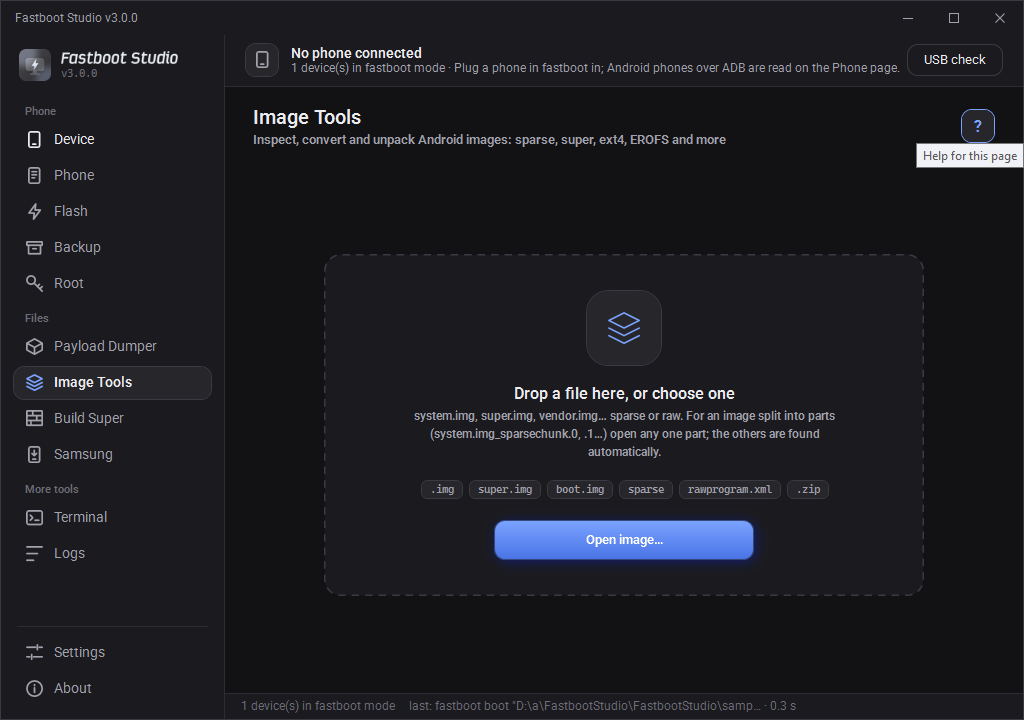 Fastboot Studio v3.0.0
Fastboot Studio
v3.0.0
No phone connected
1 device(s) in fastboot mode · Plug a phone in fastboot in; Android phones over ADB are read on the Phone page.
USB check
Phone
Device
Phone
Flash
Backup
Root
Files
Payload Dumper
Image Tools
Build Super
Samsung
More tools
Terminal
Logs
Settings
About
Image Tools
Inspect, convert and unpack Android images: sparse, super, ext4, EROFS and more
?
Help for this page
Drop a file here, or choose one
system.img, super.img, vendor.img... sparse or raw. For an image split into parts
(system.img_sparsechunk.0, .1...) open any one part; the others are found
automatically.
.img super.img boot.img sparse rawprogram.xml .zip
Open image...
1 device(s) in fastboot mode last: fastboot boot "D:\a\FastbootStudio\FastbootStudio\samp... · 0.3 s